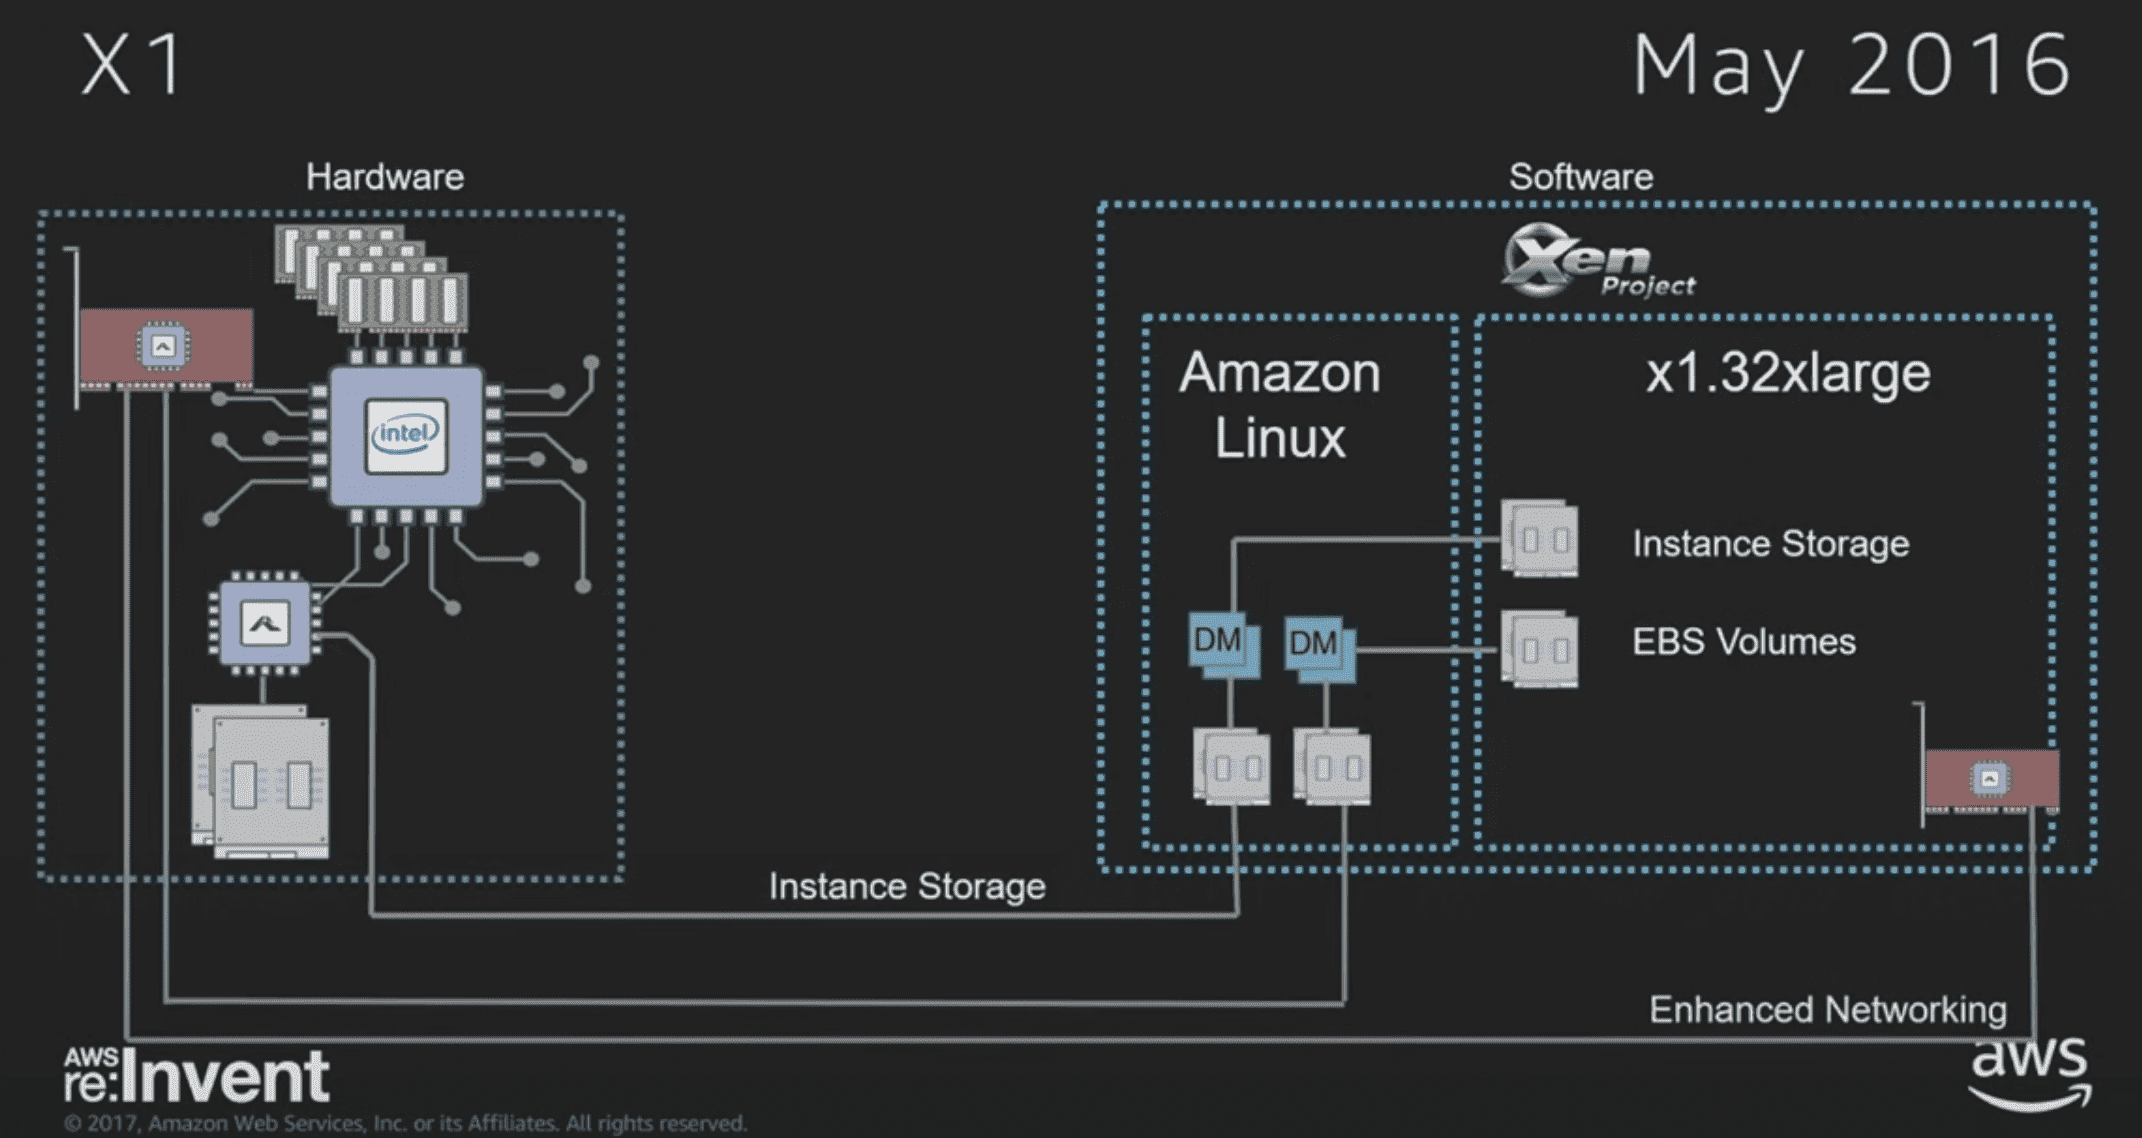 X1
May 2016
Hardware
Software
Xen
Project
intel
Amazon
Linux
x1.32xlarge
Instance Storage
DM
DM
EBS Volumes
Instance Storage
Enhanced Networking
AWS
re:Invent
aws
© 2017, Amazon Web Services, Inc. or its Affiliates. All rights reserved.